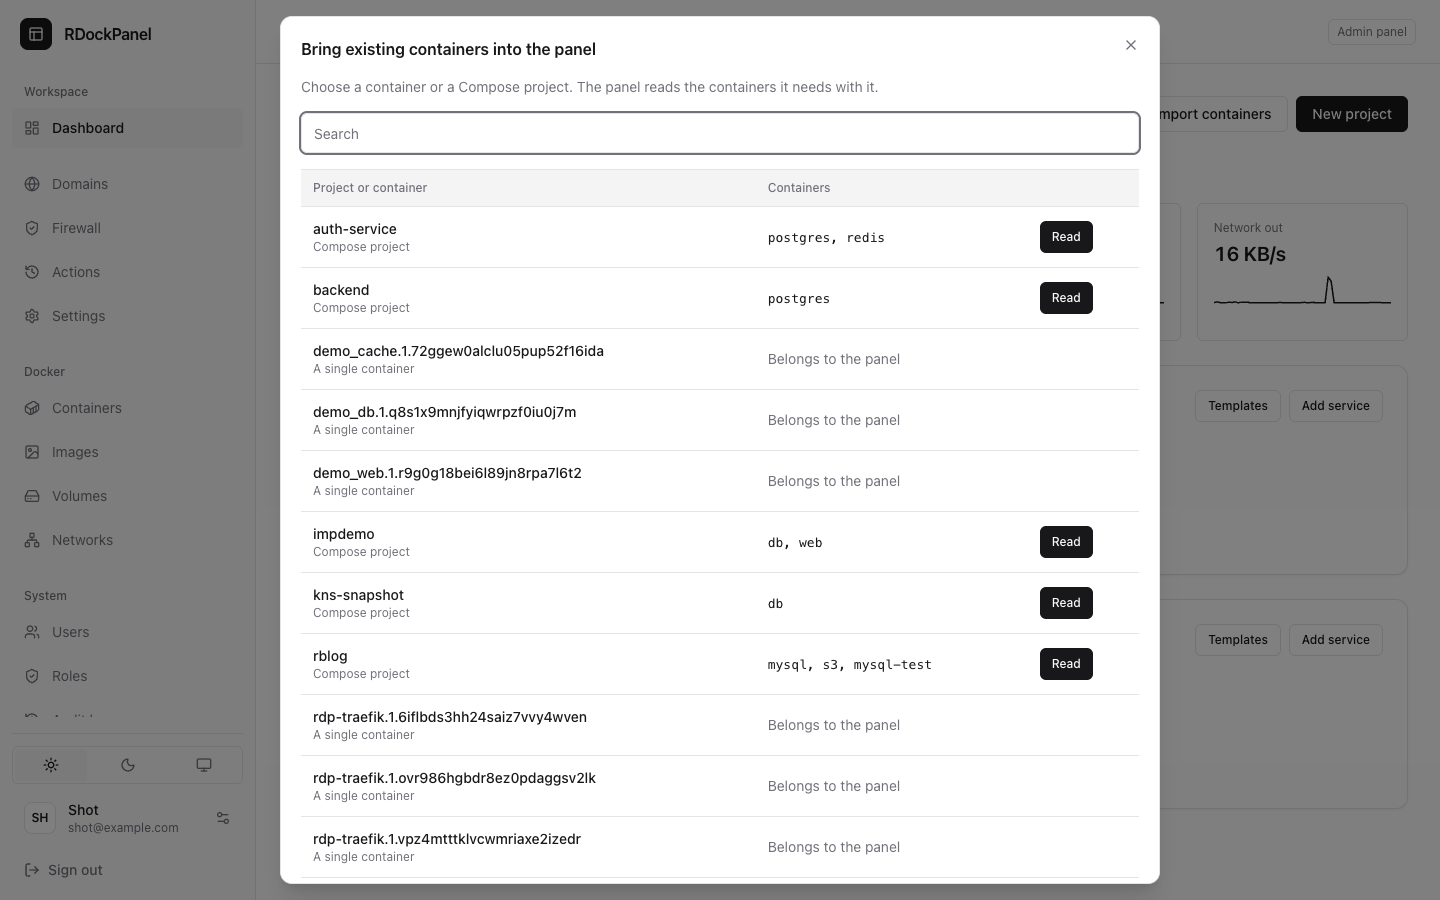 RDockPanel
Workspace
Dashboard
Domains
Firewall
Actions
Settings
Docker
Containers
Images
Volumes
Networks
System
Users
Roles
SH
Shot
shot@example.com
Sign out
Admin panel
mport containers
New project
Network out
16 KB/s
Templates
Add service
Templates
Add service
Bring existing containers into the panel
Choose a container or a Compose project. The panel reads the containers it needs with it.
Search
Project or container
Containers
auth-service
Compose project
postgres, redis
Read
backend
Compose project
postgres
Read
demo_cache.1.72ggew0alclu05pup52f16ida
A single container
Belongs to the panel
demo_db.1.q8s1x9mnjfyiqwrpzf0iu0j7m
A single container
Belongs to the panel
demo_web.1.r9g0g18bei6l89jn8rpa7l6t2
A single container
Belongs to the panel
impdemo
Compose project
db, web
Read
kns-snapshot
Compose project
db
Read
rblog
Compose project
mysql, s3, mysql-test
Read
rdp-traefik.1.6iflbds3hh24saiz7vvy4wven
A single container
Belongs to the panel
rdp-traefik.1.ovr986hgbdr8ez0pdaggsv2lk
A single container
Belongs to the panel
rdp-traefik.1.vpz4mtttklvcwmriaxe2izedr
A single container
Belongs to the panel